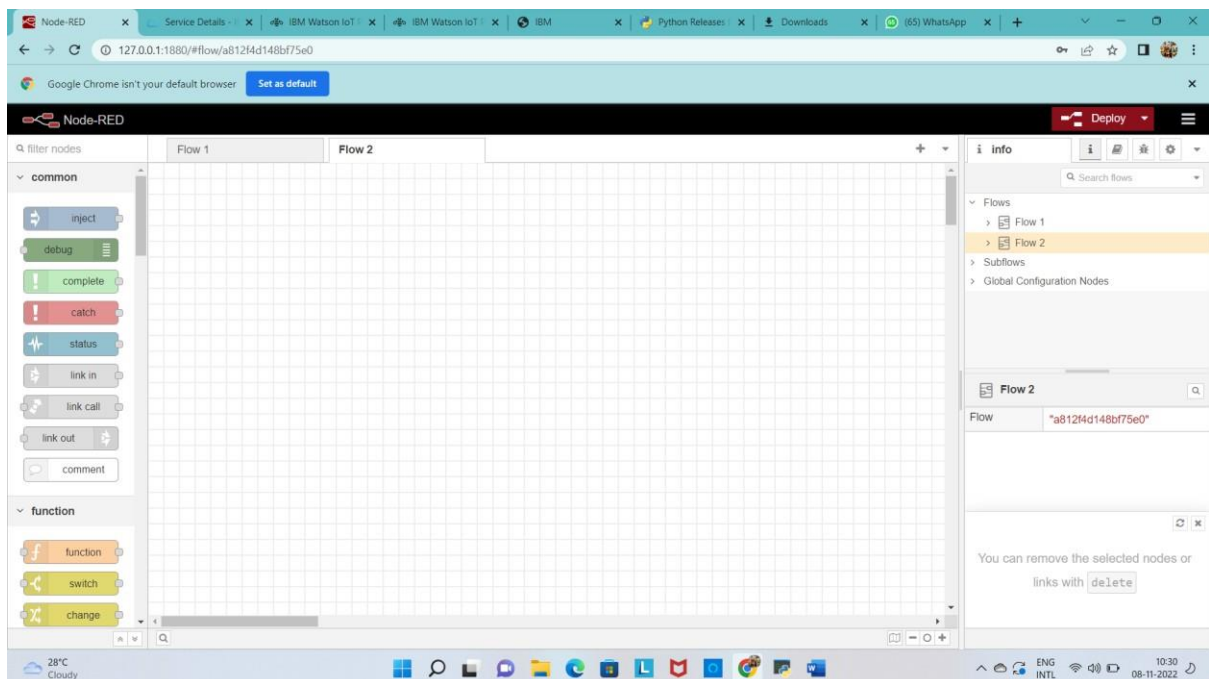 Node-RED
Service Details - I
IBM Watson IoT P
IBM Watson IoT P
IBM
Python Releases f
Downloads
(65) WhatsApp
127.0.0.1:1880/#flow/a812f4d148bf75e0
Google Chrome isn't your default browser
Set as default
Node-RED
Deploy
filter nodes
Flow 1
Flow 2
i info
i
common
Search flows
inject
Flows
Flow 1
debug
Flow 2
Subflows
complete
Global Configuration Nodes
catch
status
link in
link call
Flow 2
link out
Flow
"a812f4d148bf75e0"
comment
function
function
You can remove the selected nodes or
links with delete
switch
change
28°C
Cloudy
ENG
INTL
10:30
08-11-2022